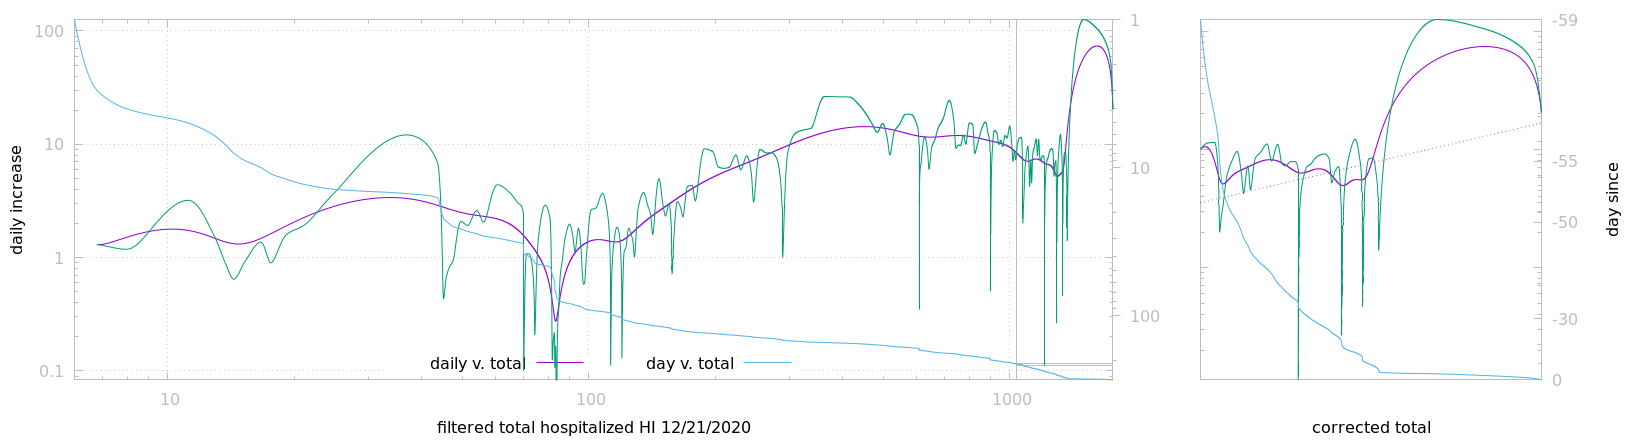 100
10
1
0.1
daily increase
10
100
1000
filtered total hospitalized HI 12/21/2020
daily v. total
day v. total
1
10
100
-59
-55
-50
-30
0
day since
corrected total